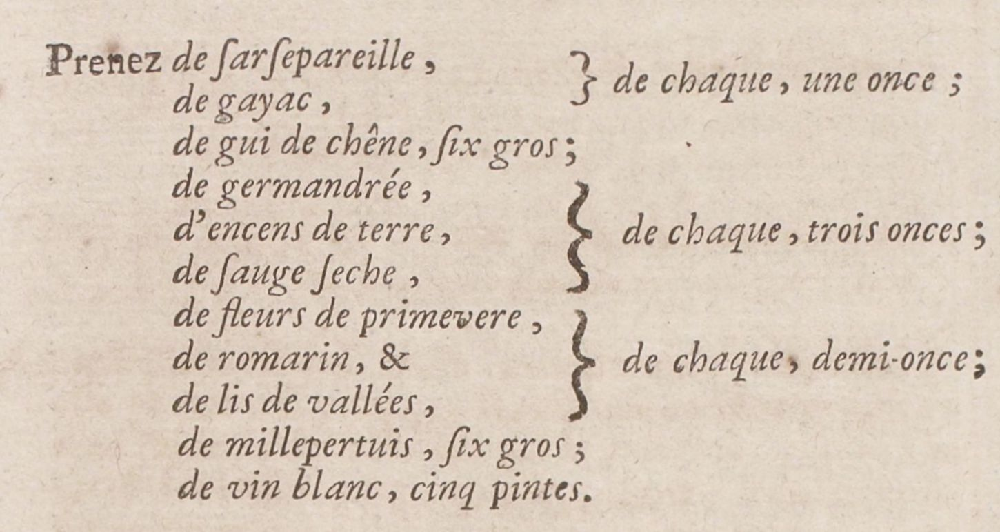 Prenez de ſarſepareille,
de gayac,
} de chaque, une once;
de gui de chêne, ſix gros;
de germandrée,
d'encens de terre,
de ſauge ſeche,
} de chaque, trois onces;
de fleurs de primevere,
de romarin, &
de lis de vallées,
} de chaque, demi-once;
de millepertuis, ſix gros;
de vin blanc, cinq pintes.